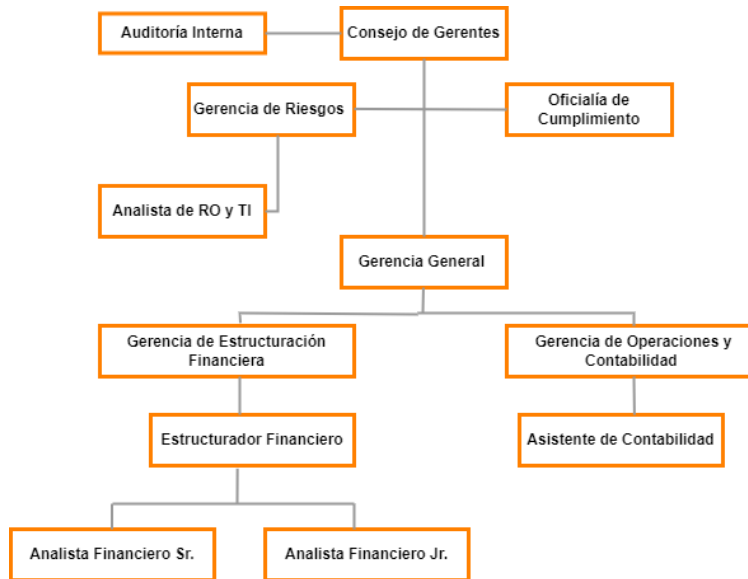 Auditoría Interna
Consejo de Gerentes
Gerencia de Riesgos
Oficialía de
Cumplimiento
Analista de RO y TI
Gerencia General
Gerencia de Estructuración
Financiera
Gerencia de Operaciones y
Contabilidad
Estructurador Financiero
Asistente de Contabilidad
Analista Financiero Sr.
Analista Financiero Jr.